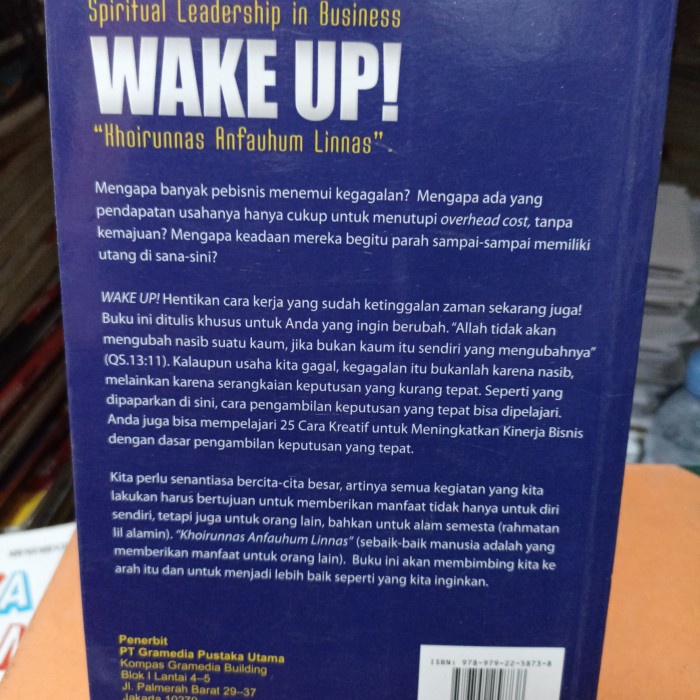 Spiritual Leadership in Business
WAKE UP!
"Khoirunnas Anfauhum Linnas".
Mengapa banyak pebisnis menemui kegagalan? Mengapa ada yang
pendapatan usahanya hanya cukup untuk menutupi overhead cost, tanpa
kemajuan? Mengapa keadaan mereka begitu parah sampai-sampai memiliki
utang di sana-sini?
WAKE UP! Hentikan cara kerja yang sudah ketinggalan zaman sekarang juga!
Buku ini ditulis khusus untuk Anda yang ingin berubah. "Allah tidak akan
mengubah nasib suatu kaum, jika bukan kaum itu sendiri yang mengubahnya"
(QS.13:11). Kalaupun usaha kita gagal, kegagalan itu bukanlah karena nasib,
melainkan karena serangkaian keputusan yang kurang tepat. Seperti yang
dipaparkan di sini, cara pengambilan keputusan yang tepat bisa dipelajari.
Anda juga bisa mempelajari 25 Cara Kreatif untuk Meningkatkan Kinerja Bisnis
dengan dasar pengambilan keputusan yang tepat.
Kita perlu senantiasa bercita-cita besar, artinya semua kegiatan yang kita
lakukan harus bertujuan untuk memberikan manfaat tidak hanya untuk diri
sendiri, tetapi juga untuk orang lain, bahkan untuk alam semesta (rahmatan
lil alamin). "Khoirunnas Anfauhum Linnas" (sebaik-baik manusia adalah yang
memberikan manfaat untuk orang lain). Buku ini akan membimbing kita ke
arah itu dan untuk menjadi lebih baik seperti yang kita inginkan.
Penerbit
PT Gramedia Pustaka Utama
Kompas Gramedia Building
Blok I Lantai 4-5
Jl. Palmerah Barat 29-37
Jakarta 10270
ISBN: 978-979-22-5873-8